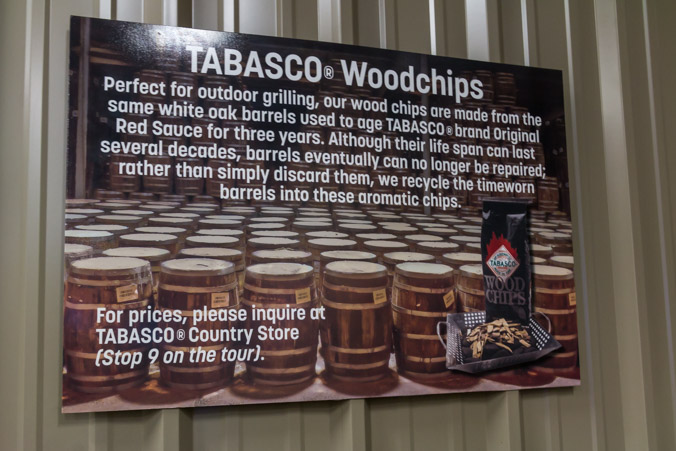 TABASCO® Woodchips
Perfect for outdoor grilling, our wood chips are made from the
same white oak barrels used to age TABASCO® brand Original
Red Sauce for three years. Although their life span can last
several decades, barrels eventually can no longer be repaired;
rather than simply discard them, we recycle the timeworn
barrels into these aromatic chips.
TABASCO
WOOD
CHIPS
For prices, please inquire at
TABASCO® Country Store
(Stop 9 on the tour).